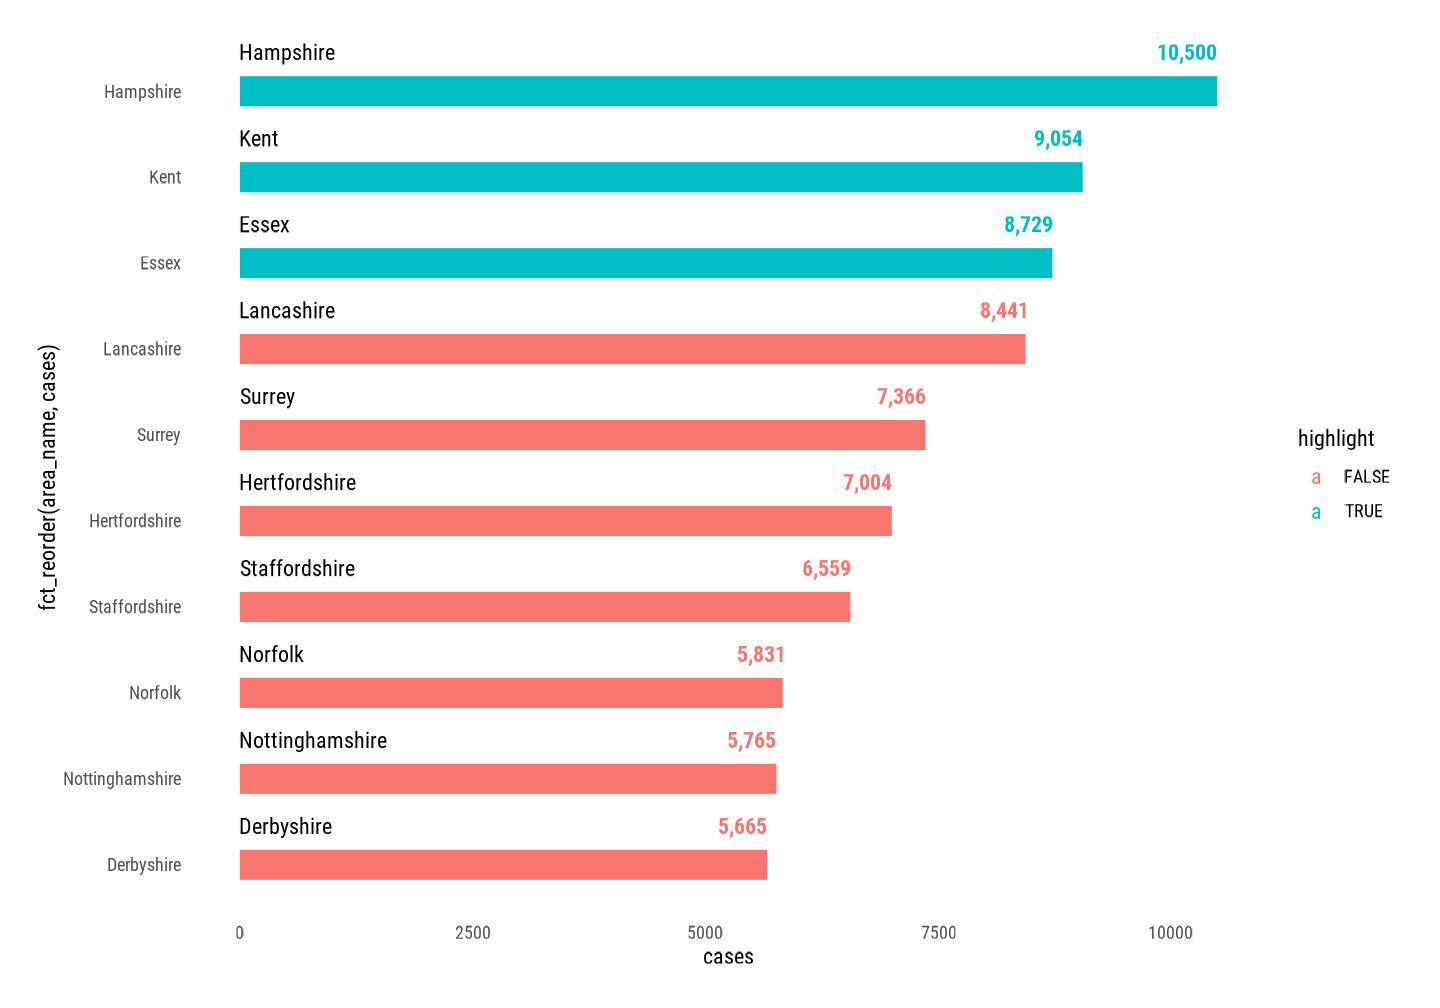 Hampshire 10,500
Hampshire
Kent 9,054
Kent
Essex 8,729
Essex
Lancashire 8,441
Lancashire
Surrey 7,366
Surrey
Hertfordshire 7,004
Hertfordshire
Staffordshire 6,559
Staffordshire
Norfolk 5,831
Norfolk
Nottinghamshire 5,765
Nottinghamshire
Derbyshire 5,665
Derbyshire
fct_reorder(area_name, cases)
0 2500 5000 7500 10000
cases
highlight
a FALSE
a TRUE